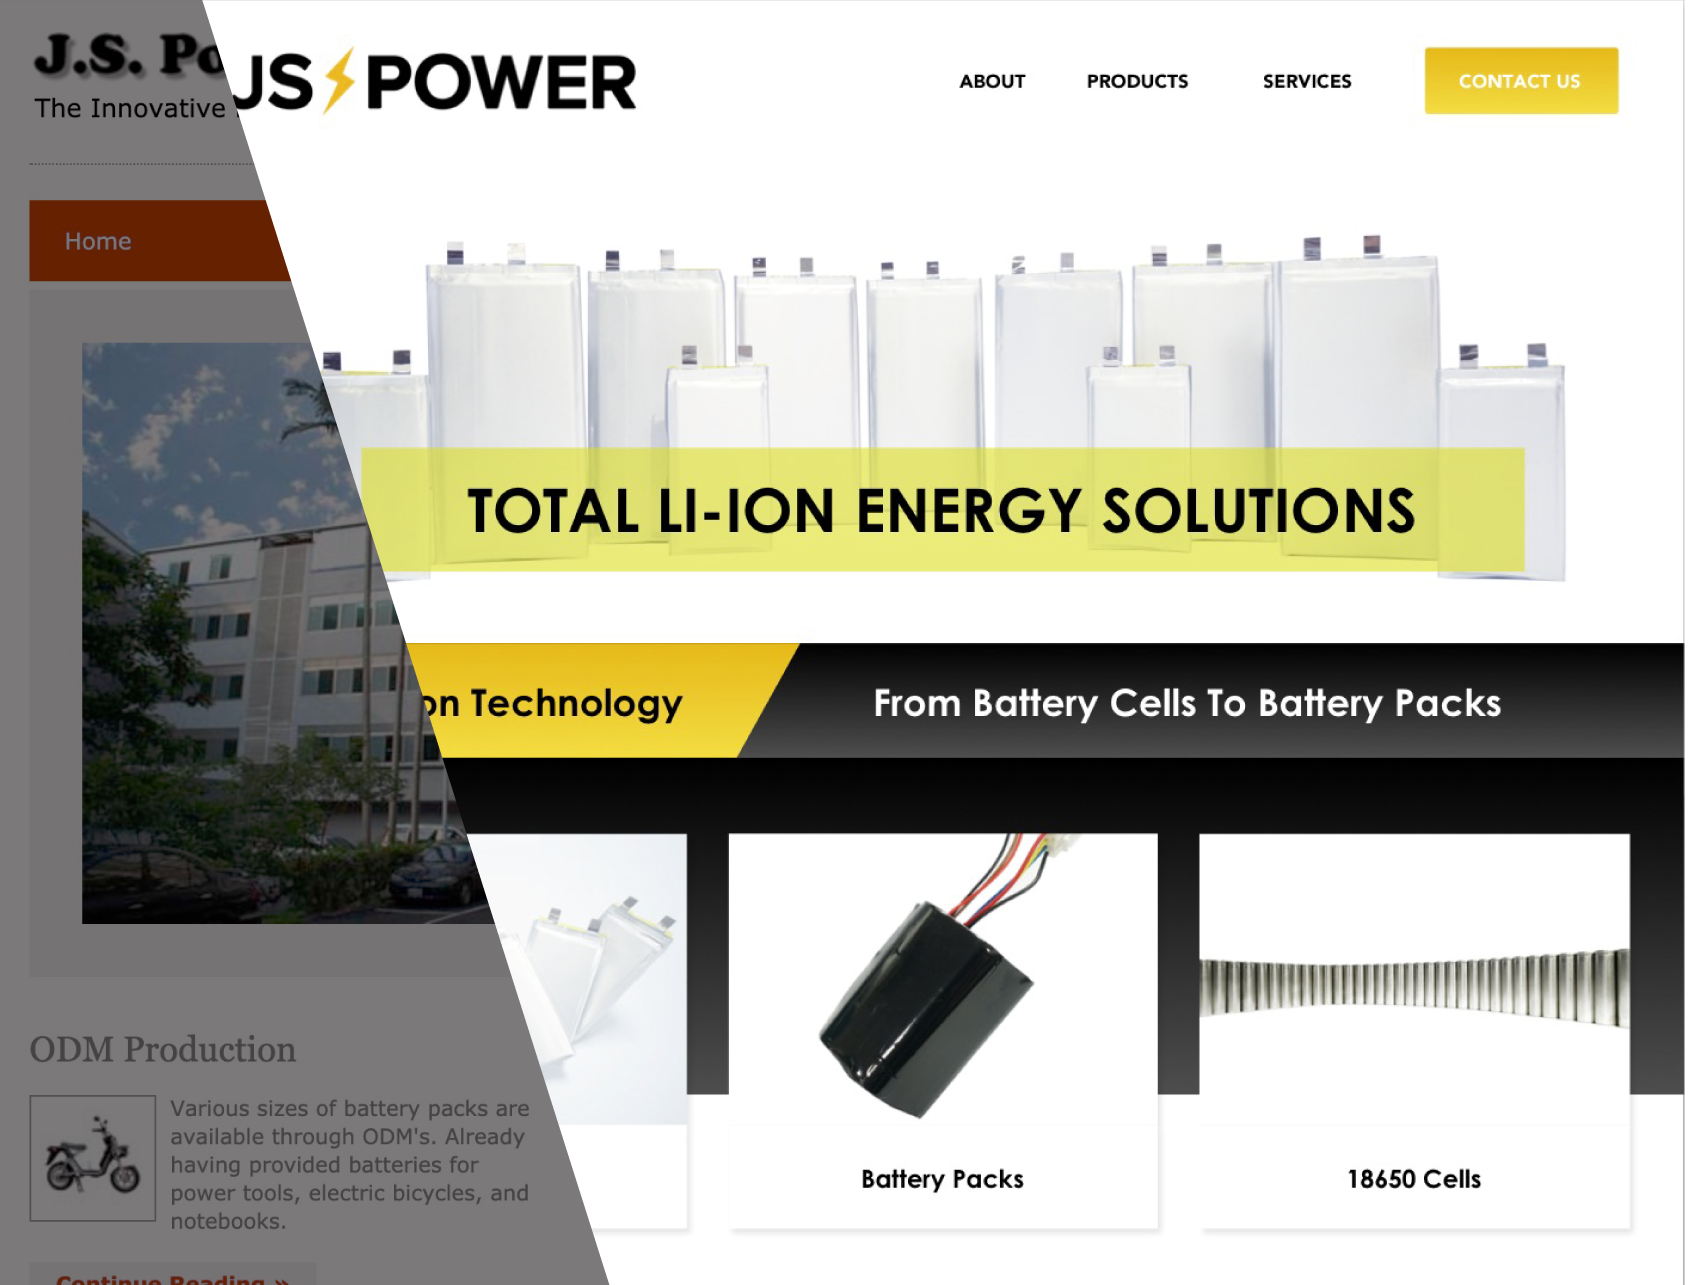 J.S. Po
The Innovative
Home
ODM Production
Various sizes of battery packs are
available through ODM's. Already
having provided batteries for
power tools, electric bicycles, and
notebooks.
Continue Reading »
JS POWER
ABOUT
PRODUCTS
SERVICES
CONTACT US
TOTAL LI-ION ENERGY SOLUTIONS
on Technology
From Battery Cells To Battery Packs
Battery Packs
18650 Cells